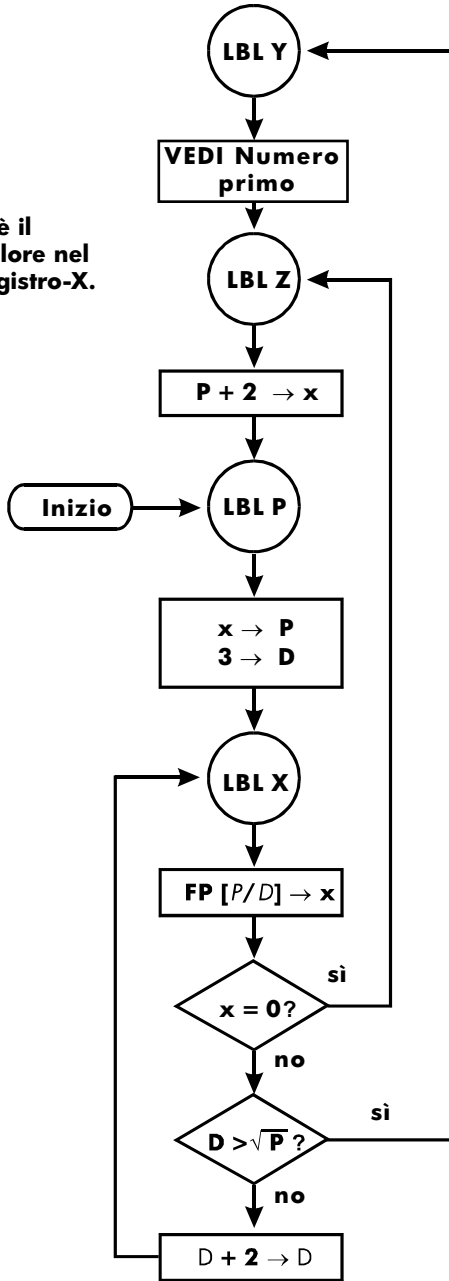 LBL Y
VEDI Numero
primo
è il
lore nel
gistro-X.
LBL Z
P + 2 → x
Inizio
LBL P
x → P
3 → D
LBL X
FP [P/D] → x
sì
x = 0?
no
sì
D > √P ?
no
D + 2 → D